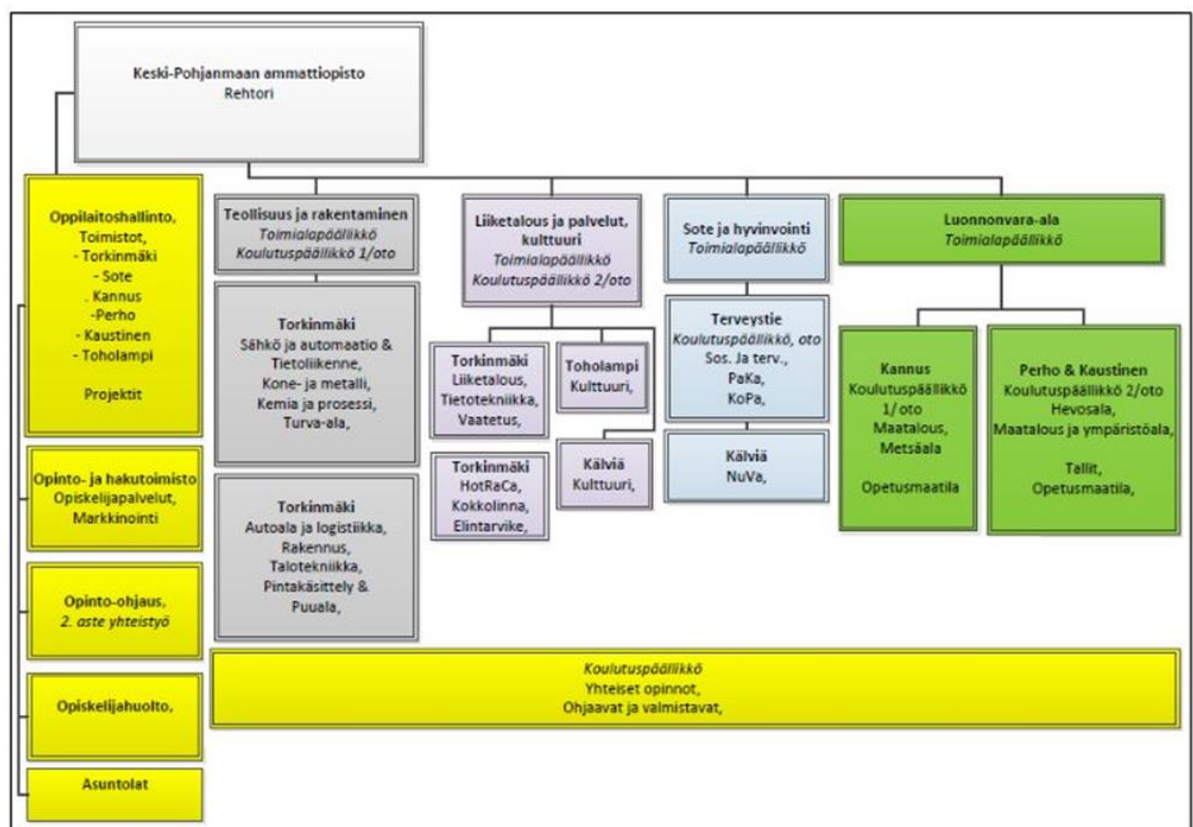 Keski-Pohjanmaan ammattiopisto
Rehtori
Oppilaitoshallinto,
Toimistot,
- Torkinmäki
- Sote
. Kannus
-Perho
- Kaustinen
- Toholampi
Projektit
Opinto- ja hakutoimisto
Opiskelijapalvelut,
Markkinointi
Opinto-ohjaus,
2. aste yhteistyö
Opiskelijahuolto,
Asuntolat
Teollisuus ja rakentaminen
Toimialapäällikkö
Koulutuspäällikkö 1/oto
Torkinmäki
Sähkö ja automaatio &
Tietoliikenne,
Kone- ja metalli,
Kemia ja prosessi,
Turva-ala,
Torkinmäki
Autoala ja logistiikka,
Rakennus,
Talotekniikka,
Pintakäsittely &
Puuala,
Liiketalous ja palvelut,
kulttuuri
Toimialapäällikkö
Koulutuspäällikkö 2/oto
Torkinmäki
Liiketalous,
Tietotekniikka,
Vaatetus,
Toholampi
Kulttuuri,
Torkinmäki
HotRaCa,
Kokkolinna,
Elintarvike,
Kälviä
Kulttuuri,
Sote ja hyvinvointi
Toimialapäällikkö
Terveystie
Koulutuspäällikkö, oto
Sos. Ja terv.,
PaKa,
KoPa,
Kälviä
NuVa,
Luonnonvara-ala
Toimialapäällikkö
Kannus
Koulutuspäällikkö
1/ oto
Maatalous,
Metsäala
Opetusmaatila
Perho & Kaustinen
Koulutuspäällikkö 2/oto
Hevosala,
Maatalous ja ympäristöala,
Tallit,
Opetusmaatila,
Koulutuspäällikkö
Yhteiset opinnot,
Ohjaavat ja valmistavat,